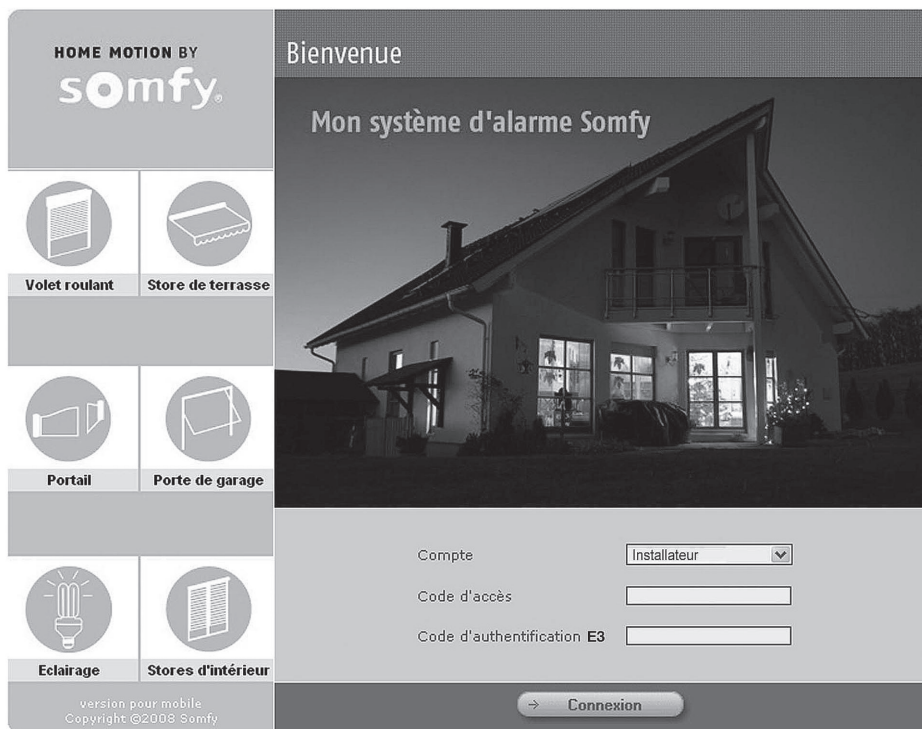 HOME MOTION BY
somfy®
Bienvenue
Mon système d'alarme Somfy
Volet roulant
Store de terrasse
Portail
Porte de garage
Eclairage
Stores d'intérieur
Compte
Installateur
Code d'accès
Code d'authentification E3
version pour mobile
Copyright ©2008 Somfy
→ Connexion